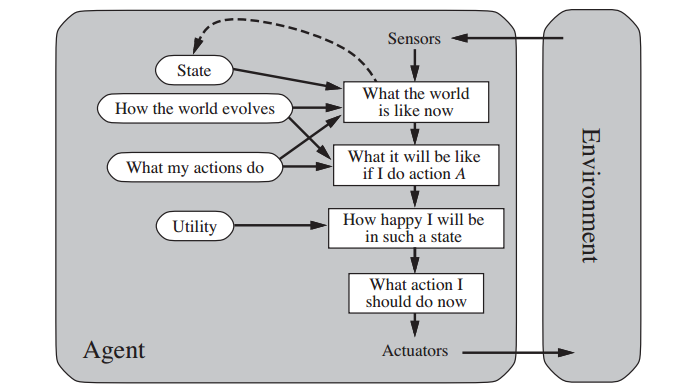 Sensors
State
What the world
is like now
How the world evolves
What my actions do
What it will be like
if I do action A
Utility
How happy I will be
in such a state
What action I
should do now
Agent
Actuators
Environment